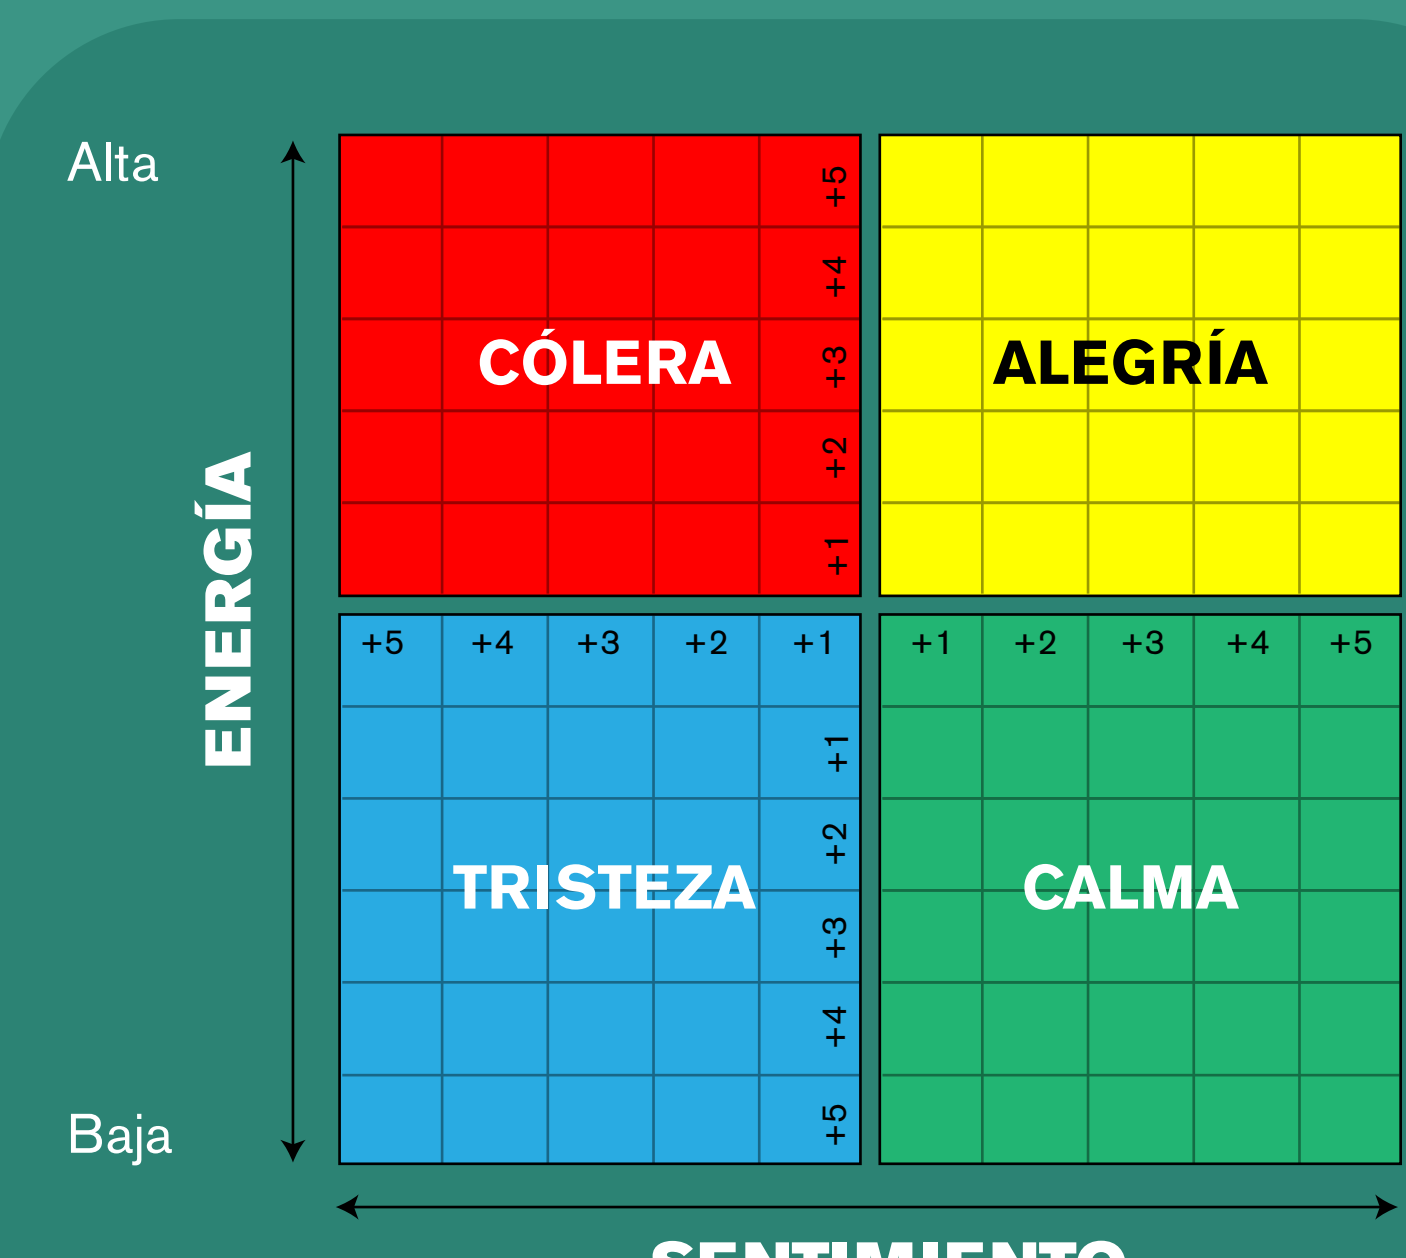 Alta
+5
+4
+3
+2
+1
CÓLERA
ALEGRÍA
ENERGÍA
+5 +4 +3 +2 +1
+1 +2 +3 +4 +5
+1
+2
+3
+4
+5
TRISTEZA
CALMA
Baja
SENTIMIENTO